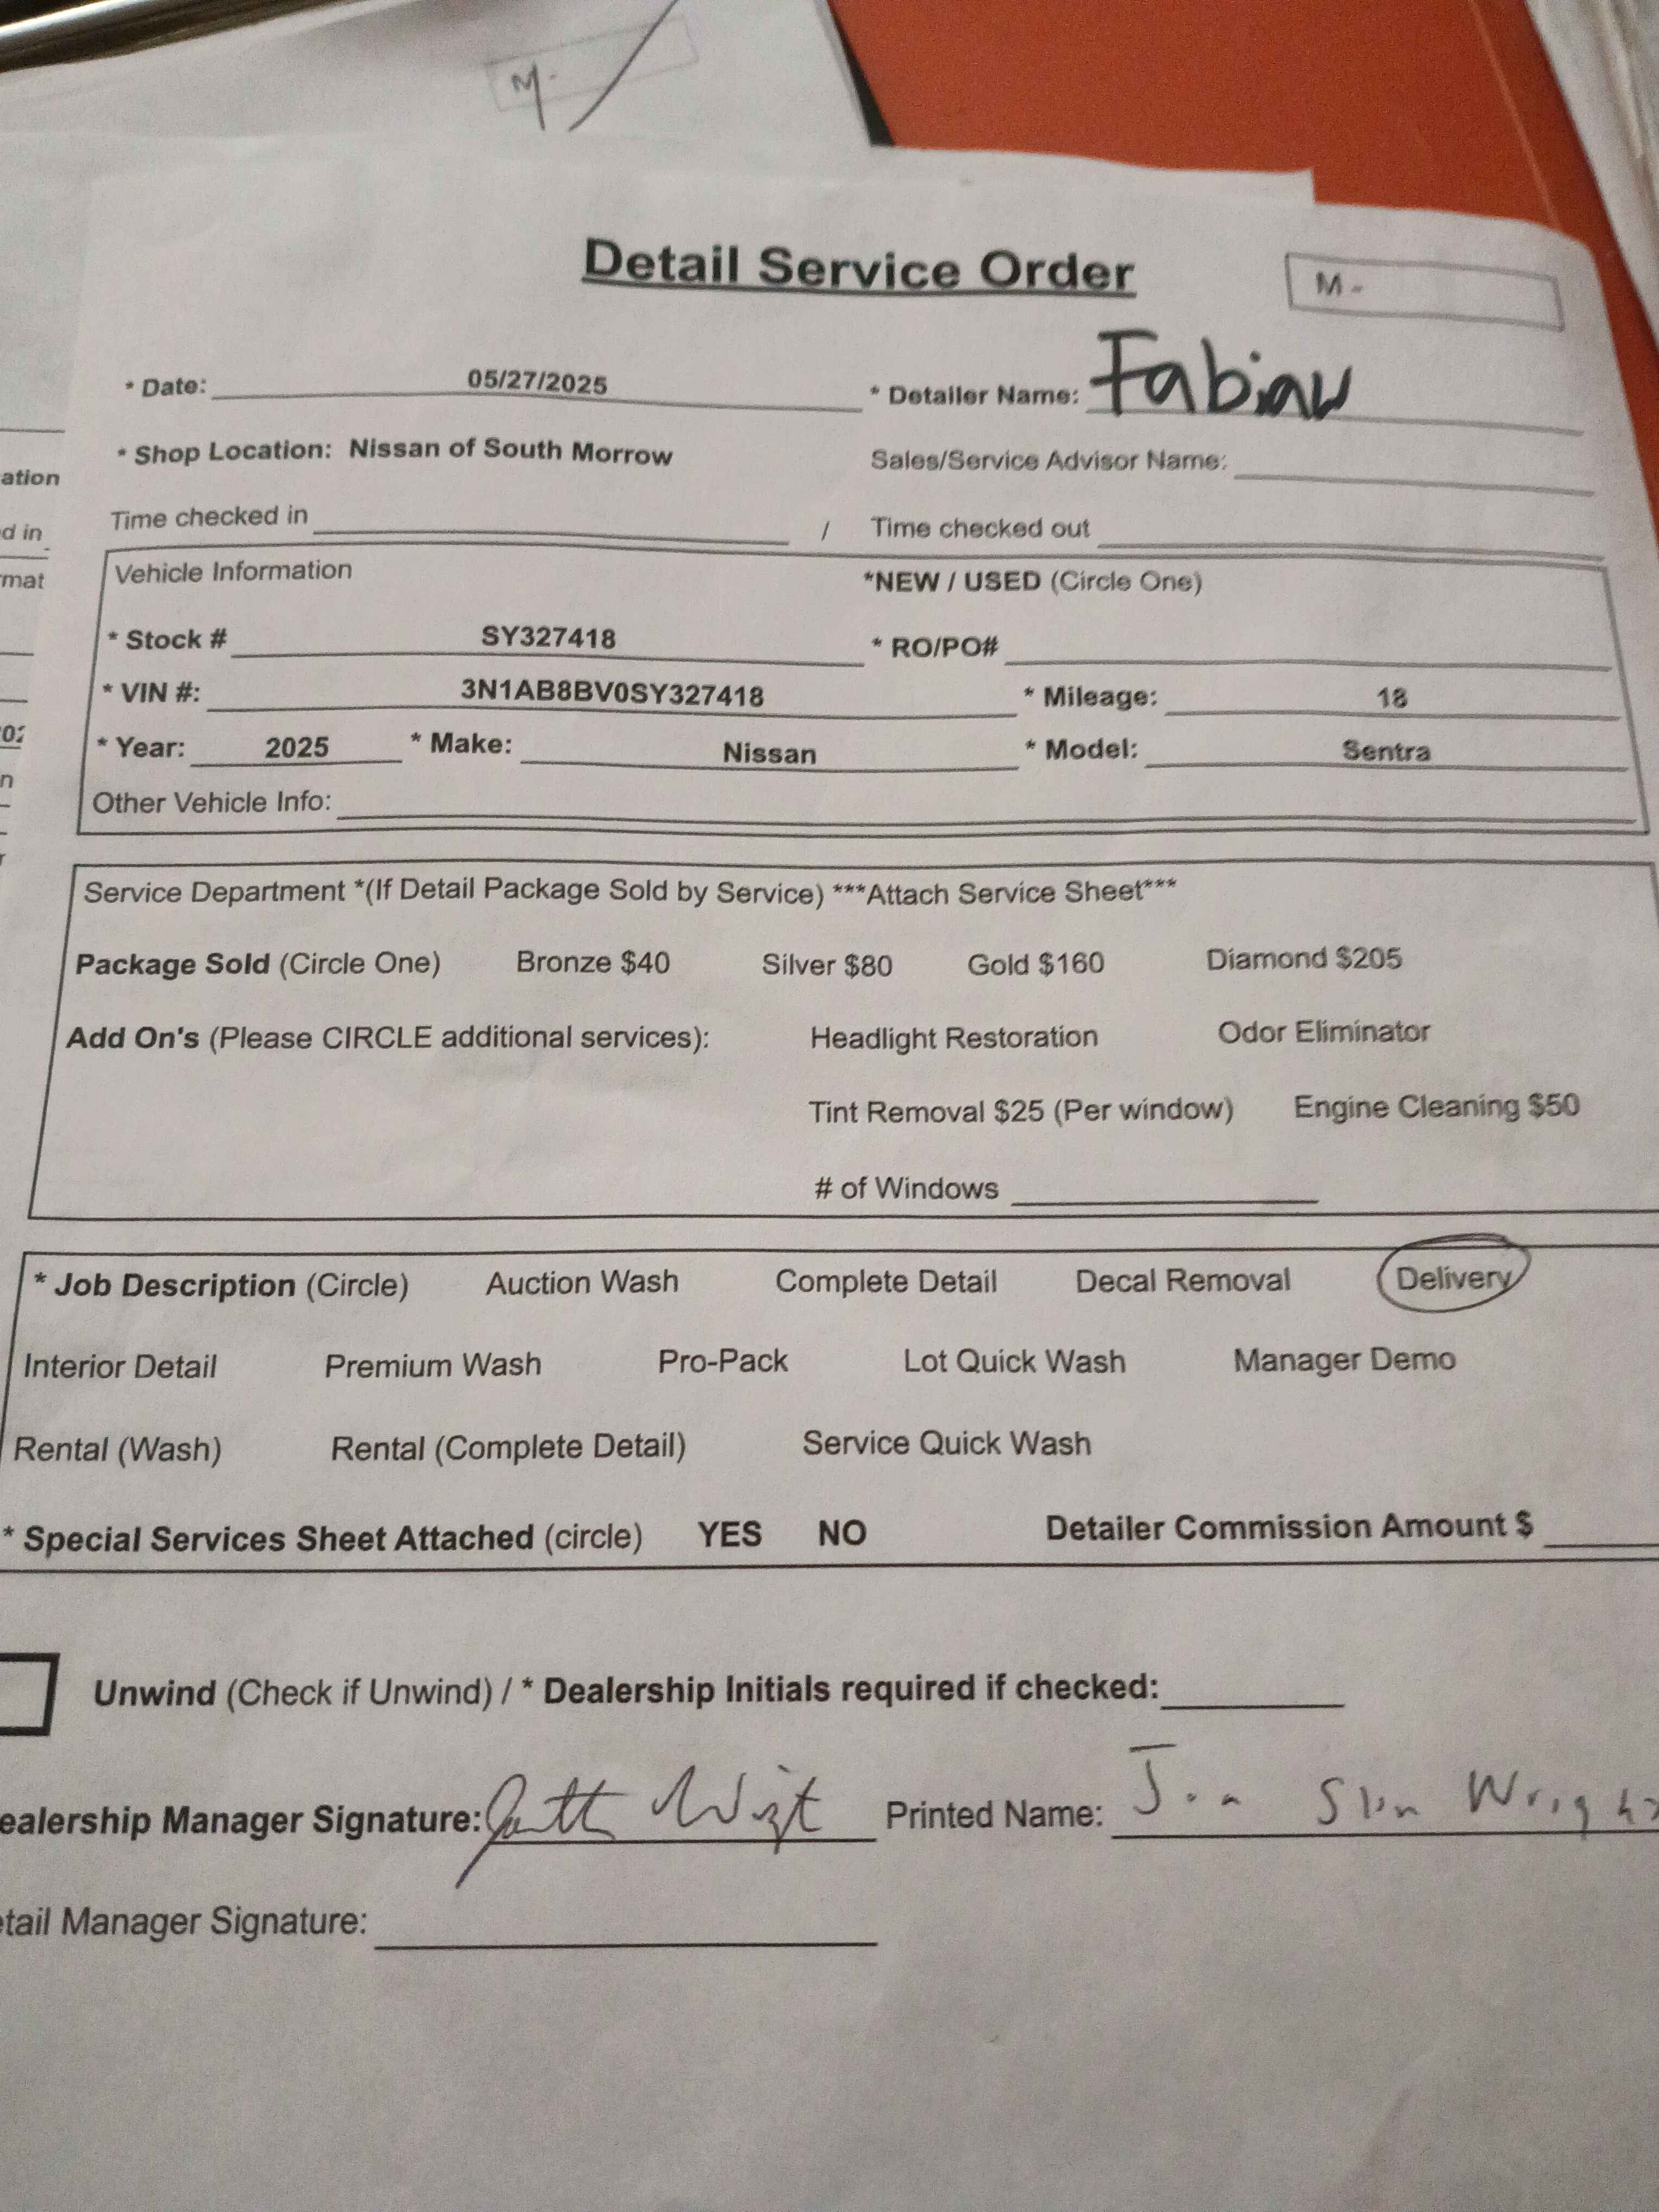 M-
Detail Service Order
M-
* Date: 05/27/2025 * Detailer Name: Fabian
* Shop Location: Nissan of South Morrow Sales/Service Advisor Name:
Time checked in / Time checked out
Vehicle Information *NEW / USED (Circle One)
* Stock # SY327418 * RO/PO#
* VIN #: 3N1AB8BV0SY327418 * Mileage: 18
* Year: 2025 * Make: Nissan * Model: Sentra
Other Vehicle Info:
Service Department *(If Detail Package Sold by Service) ***Attach Service Sheet***
Package Sold (Circle One) Bronze $40 Silver $80 Gold $160 Diamond $205
Add On's (Please CIRCLE additional services): Headlight Restoration Odor Eliminator
Tint Removal $25 (Per window) Engine Cleaning $50
# of Windows
* Job Description (Circle) Auction Wash Complete Detail Decal Removal Delivery
Interior Detail Premium Wash Pro-Pack Lot Quick Wash Manager Demo
Rental (Wash) Rental (Complete Detail) Service Quick Wash
* Special Services Sheet Attached (circle) YES NO Detailer Commission Amount $
Unwind (Check if Unwind) / * Dealership Initials required if checked:
ealership Manager Signature: Printed Name: Wright
etail Manager Signature:
ation
d in
rmat
202
n